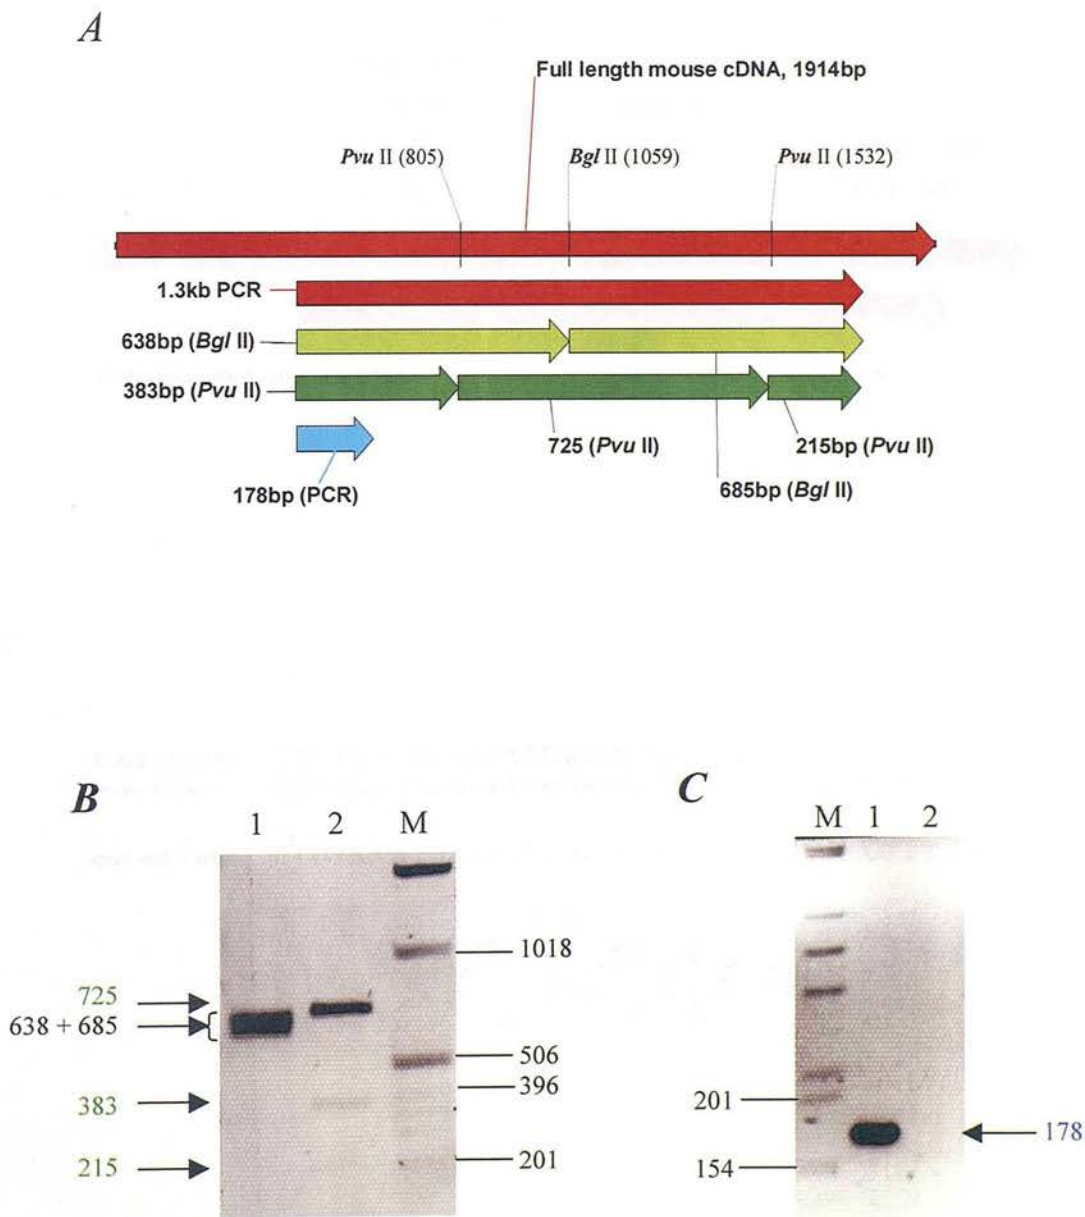 A
Full length mouse cDNA, 1914bp
Pvu II (805)
Bgl II (1059)
Pvu II (1532)
1.3kb PCR
638bp (Bgl II)
383bp (Pvu II)
725 (Pvu II)
215bp (Pvu II)
685bp (Bgl II)
178bp (PCR)
B
1 2 M
1018
725
638 + 685
506
396
383
201
215
C
M 1 2
201
178
154